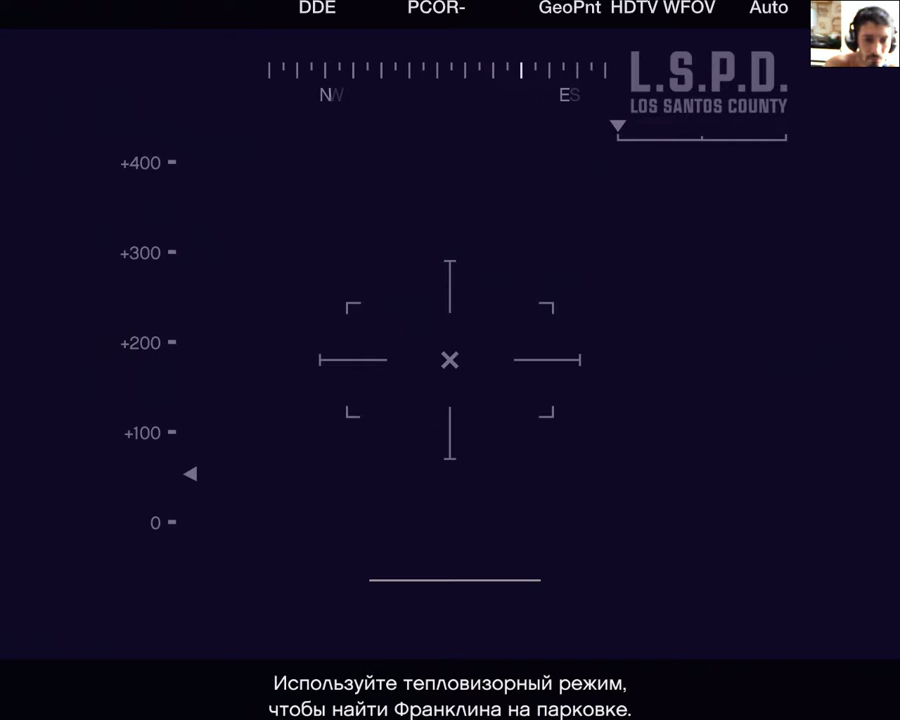 DDE PCOR- GeoPnt HDTV WFOV Auto
NW ES
L.S.P.D.
LOS SANTOS COUNTY
+400
+300
+200
+100
0
Используйте тепловизорный режим,
чтобы найти Франклина на парковке.